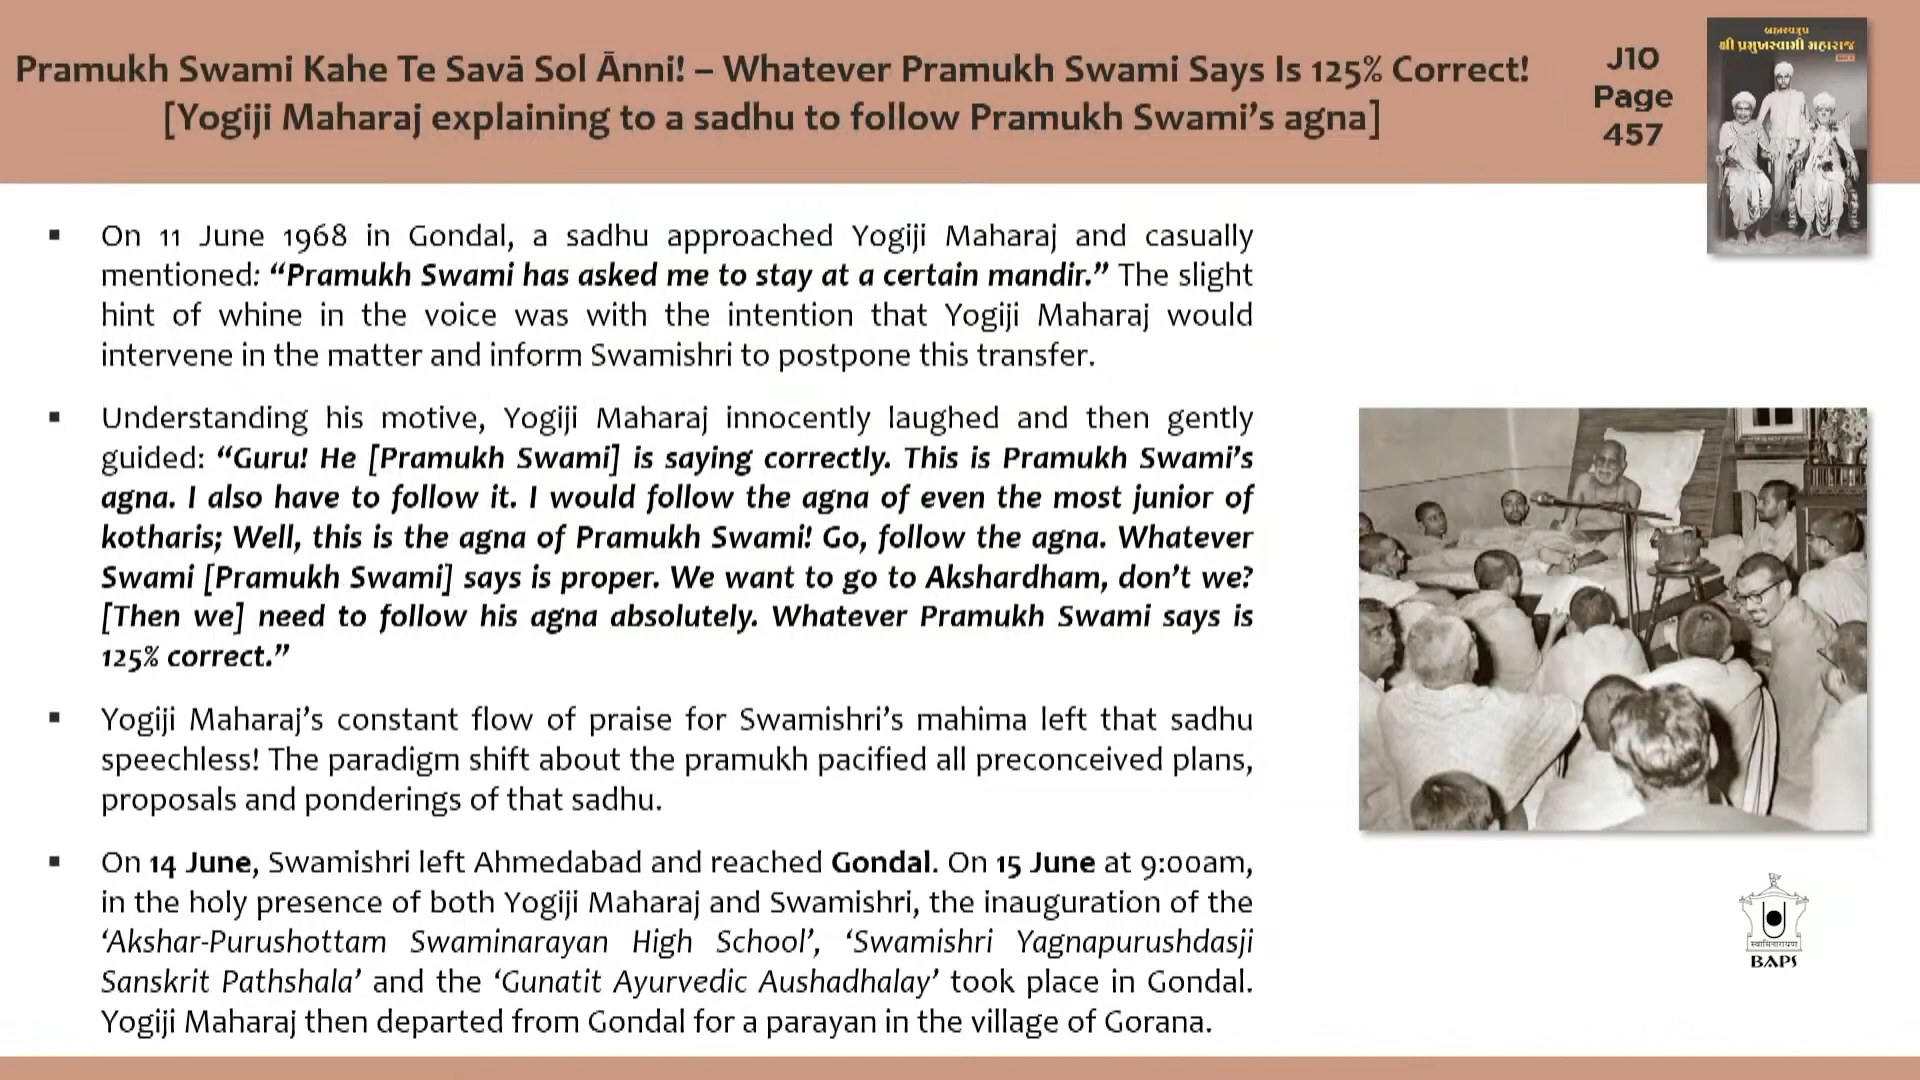 Pramukh Swami Kahe Te Savā Sol Ānni! – Whatever Pramukh Swami Says Is 125% Correct!
[Yogiji Maharaj explaining to a sadhu to follow Pramukh Swami's agna]
J10
Page
457
બ્રહ્મસ્વરૂપ
શ્રી પ્રમુખસ્વામી મહારાજ
▪ On 11 June 1968 in Gondal, a sadhu approached Yogiji Maharaj and casually
mentioned: “Pramukh Swami has asked me to stay at a certain mandir.” The slight
hint of whine in the voice was with the intention that Yogiji Maharaj would
intervene in the matter and inform Swamishri to postpone this transfer.
▪ Understanding his motive, Yogiji Maharaj innocently laughed and then gently
guided: “Guru! He [Pramukh Swami] is saying correctly. This is Pramukh Swami’s
agna. I also have to follow it. I would follow the agna of even the most junior of
kotharis; Well, this is the agna of Pramukh Swami! Go, follow the agna. Whatever
Swami [Pramukh Swami] says is proper. We want to go to Akshardham, don’t we?
[Then we] need to follow his agna absolutely. Whatever Pramukh Swami says is
125% correct.”
▪ Yogiji Maharaj’s constant flow of praise for Swamishri’s mahima left that sadhu
speechless! The paradigm shift about the pramukh pacified all preconceived plans,
proposals and ponderings of that sadhu.
▪ On 14 June, Swamishri left Ahmedabad and reached Gondal. On 15 June at 9:00am,
in the holy presence of both Yogiji Maharaj and Swamishri, the inauguration of the
‘Akshar-Purushottam Swaminarayan High School’, ‘Swamishri Yagnapurushdasji
Sanskrit Pathshala’ and the ‘Gunatit Ayurvedic Aushadhalay’ took place in Gondal.
Yogiji Maharaj then departed from Gondal for a parayan in the village of Gorana.
स्वामिनारायण
BAPS